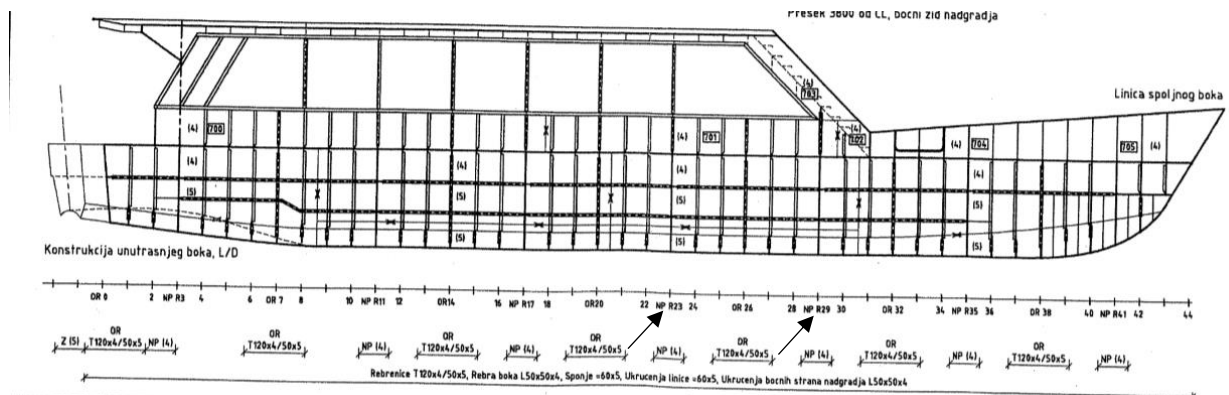 Presek 3800 od CL, bocni zid nadgradja
Linica spoljnog boka
(4)
703
(4) 700
(4) 701
(4)
702
(4) 704
705 (4)
(4) (4) (4) (4)
(5) (5) (5) (5)
(5) (5) (5)
Konstrukcija unutrasnjeg boka, L/D
OR 0 2 NP R3 4 6 OR 7 8 10 NP R11 12 OR14 16 NP R17 18 OR20 22 NP R23 24 OR 26 28 NP R29 30 OR 32 34 NP R35 36 OR 38 40 NP R41 42 44
Z (5) OR T120x4/50x5 NP (4) OR T120x4/50x5 NP (4) OR T120x4/50x5 NP (4) OR T120x4/50x5 NP (4) OR T120x4/50x5 NP (4) OR T120x4/50x5 NP (4) OR T120x4/50x5 NP (4)
Rebrenice T120x4/50x5, Rebra boka L50x50x4, Sponje =60x5, Ukrucenja linice =60x5, Ukrucenja bocnih strana nadgradja L50x50x4